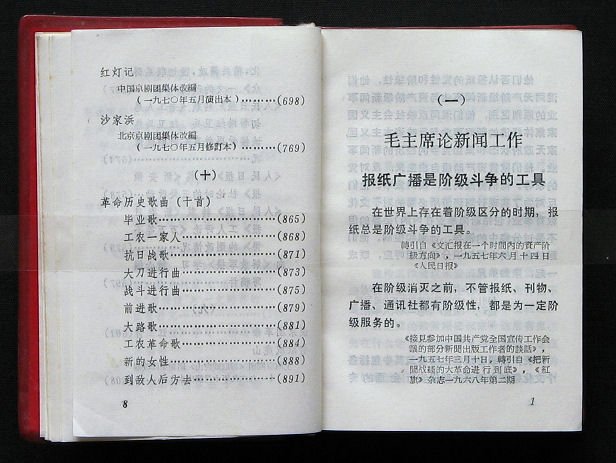 红灯记
中国京剧团集体改编
(一九七〇年五月演出本)………(698)
沙家浜
北京京剧团集体改编
(一九七〇年五月修订本)………(769)
(十)
革命历史歌曲(十首)
毕业歌……………………(865)
工农一家人………………(868)
抗日战歌…………………(871)
大刀进行曲………………(873)
战斗进行曲………………(875)
前进歌……………………(879)
大路歌……………………(881)
工农革命歌………………(884)
新的女性…………………(888)
到敌人后方去……………(891)
8
(一)
毛主席论新闻工作
报纸广播是阶级斗争的工具
在世界上存在着阶级区分的时期,报
纸总是阶级斗争的工具。
转引自《文汇报在一个时间内的资产阶
级方向》,一九五七年六月十四日
《人民日报》
在阶级消灭之前,不管报纸、刊物、
广播、通讯社都有阶级性,都是为一定阶
级服务的。
《接见参加中国共产党全国宣传工作会
议的部分新闻出版工作者的谈话》,
一九五七年三月十日,转引自《把新
闻战线的大革命进行到底》,《红
旗》杂志一九六八年第二期
1